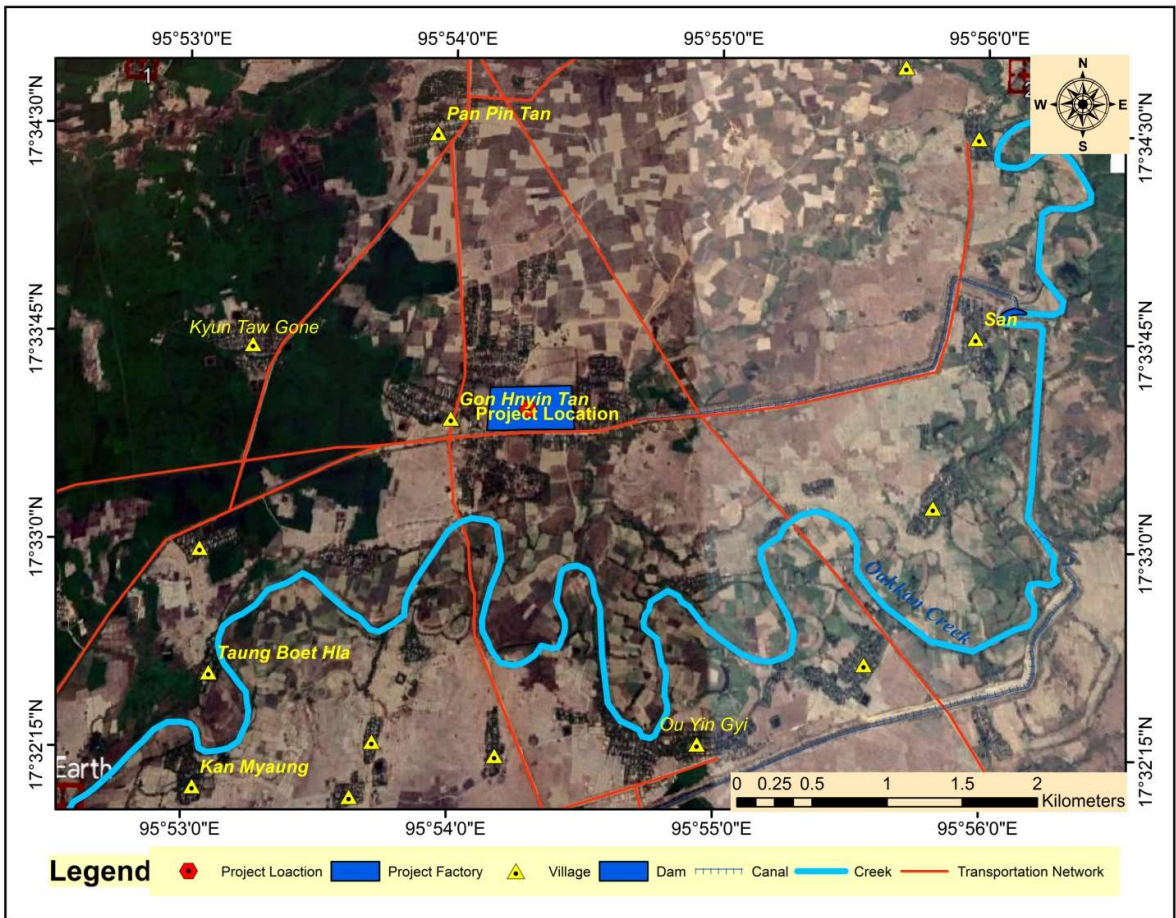 95°53'0"E
95°54'0"E
95°55'0"E
95°56'0"E
1
N
W E
S
17°34'30"N
17°34'30"N
Pan Pin Tan
17°33'45"N
17°33'45"N
Kyun Taw Gone
San
Gon Hnyin Tan
Project Location
17°33'0"N
17°33'0"N
Oukkan Creek
Taung Boet Hla
17°32'15"N
17°32'15"N
Ou Yin Gyi
Earth
Kan Myaung
0 0.25 0.5 1 1.5 2
Kilometers
95°53'0"E
95°54'0"E
95°55'0"E
95°56'0"E
Legend
Project Loaction
Project Factory
Village
Dam
Canal
Creek
Transportation Network